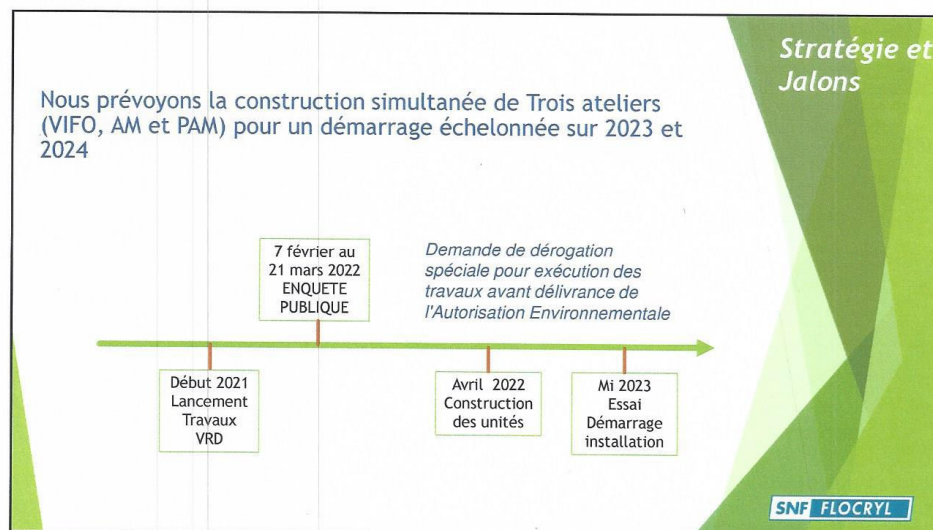 Stratégie et
Jalons
Nous prévoyons la construction simultanée de Trois ateliers
(VIFO, AM et PAM) pour un démarrage échelonnée sur 2023 et
2024
7 février au
21 mars 2022
ENQUETE
PUBLIQUE
Demande de dérogation
spéciale pour exécution des
travaux avant délivrance de
l'Autorisation Environnementale
Début 2021
Lancement
Travaux
VRD
Avril 2022
Construction
des unités
Mi 2023
Essai
Démarrage
installation
SNF FLOCRYL